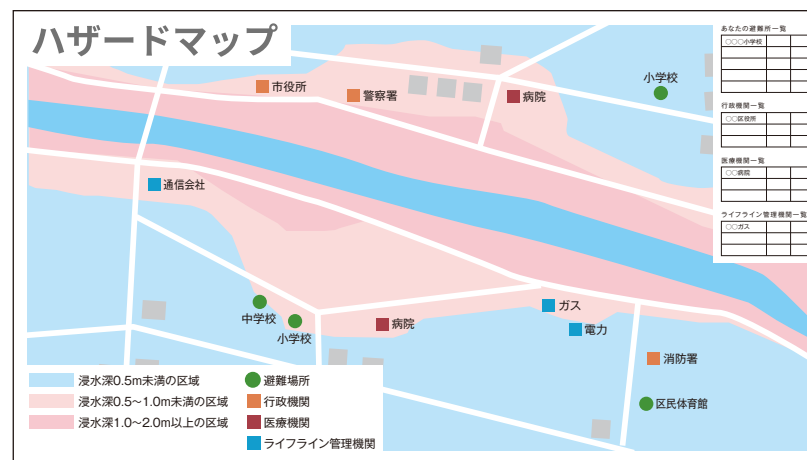 ハザードマップ
あなたの避難所一覧
○○○小学校
行政機関一覧
○○区役所
医療機関一覧
○○病院
ライフライン管理機関一覧
○○ガス
小学校
市役所
警察署
病院
通信会社
中学校
小学校
病院
ガス
電力
消防署
区民体育館
浸水深0.5m未満の区域
浸水深0.5～1.0m未満の区域
浸水深1.0～2.0m以上の区域
避難場所
行政機関
医療機関
ライフライン管理機関